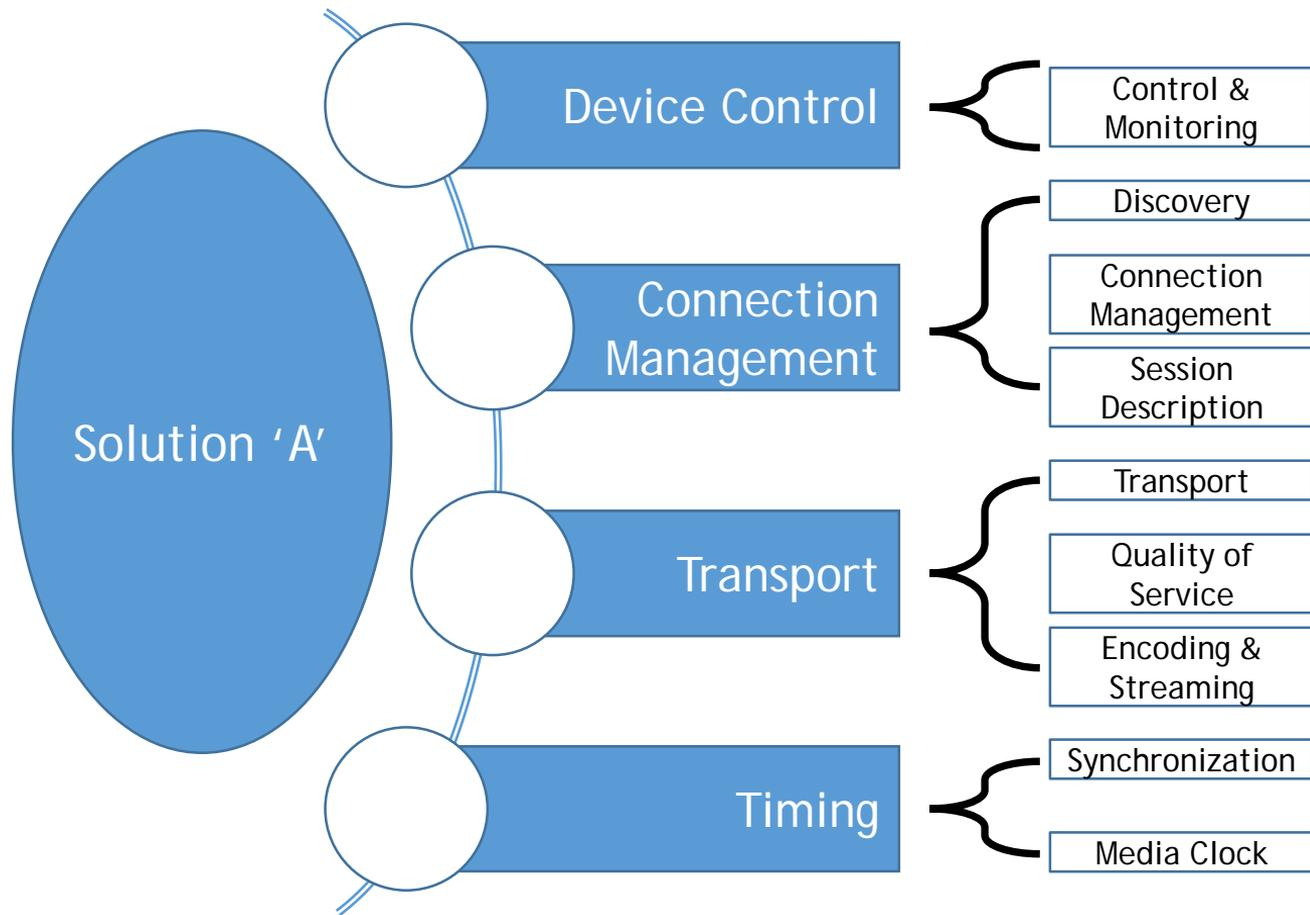 Solution ‘A’
Device Control
Control &
Monitoring
Connection
Management
Discovery
Connection
Management
Session
Description
Transport
Transport
Quality of
Service
Encoding &
Streaming
Timing
Synchronization
Media Clock